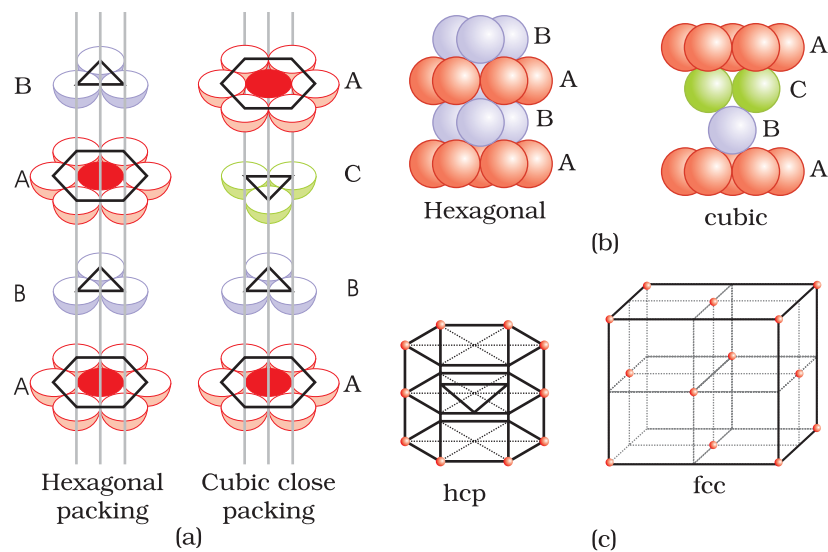 B
A
B
A
Hexagonal
packing
A
C
B
A
Cubic close
packing
(a)
B
A
B
A
Hexagonal
A
C
B
A
cubic
(b)
hcp
fcc
(c)